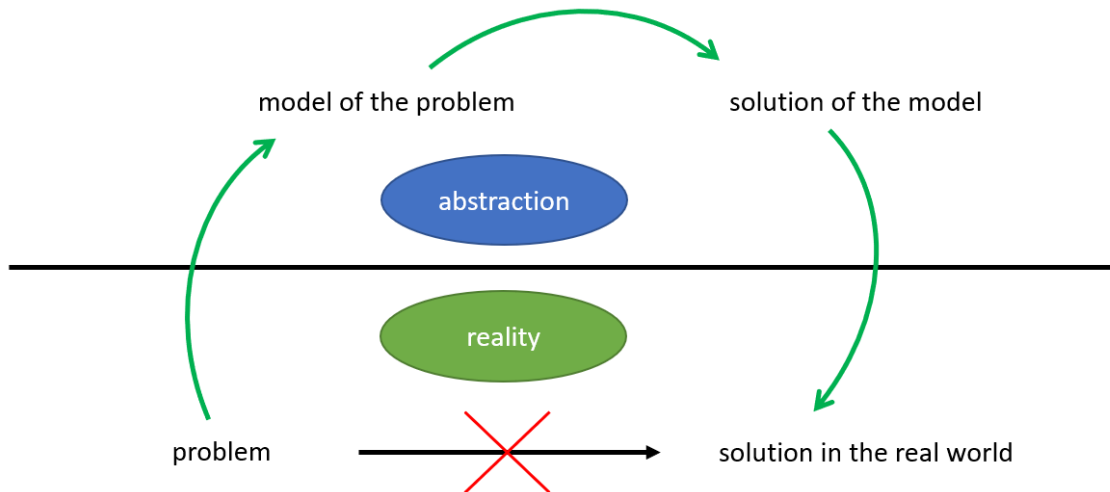 model of the problem
solution of the model
abstraction
reality
problem
solution in the real world